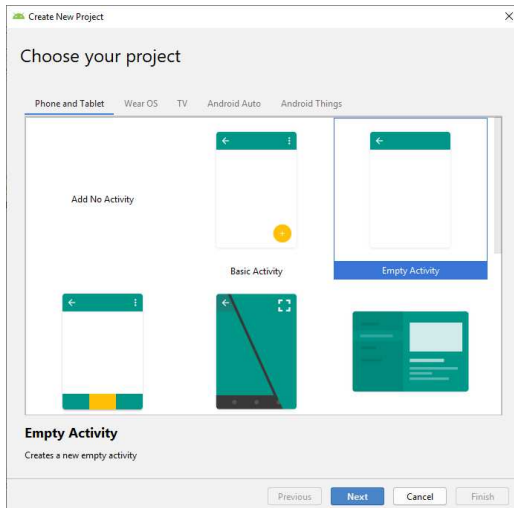 Create New Project
Choose your project
Phone and Tablet Wear OS TV Android Auto Android Things
Add No Activity
Basic Activity
Empty Activity
Empty Activity
Creates a new empty activity
Previous Next Cancel Finish